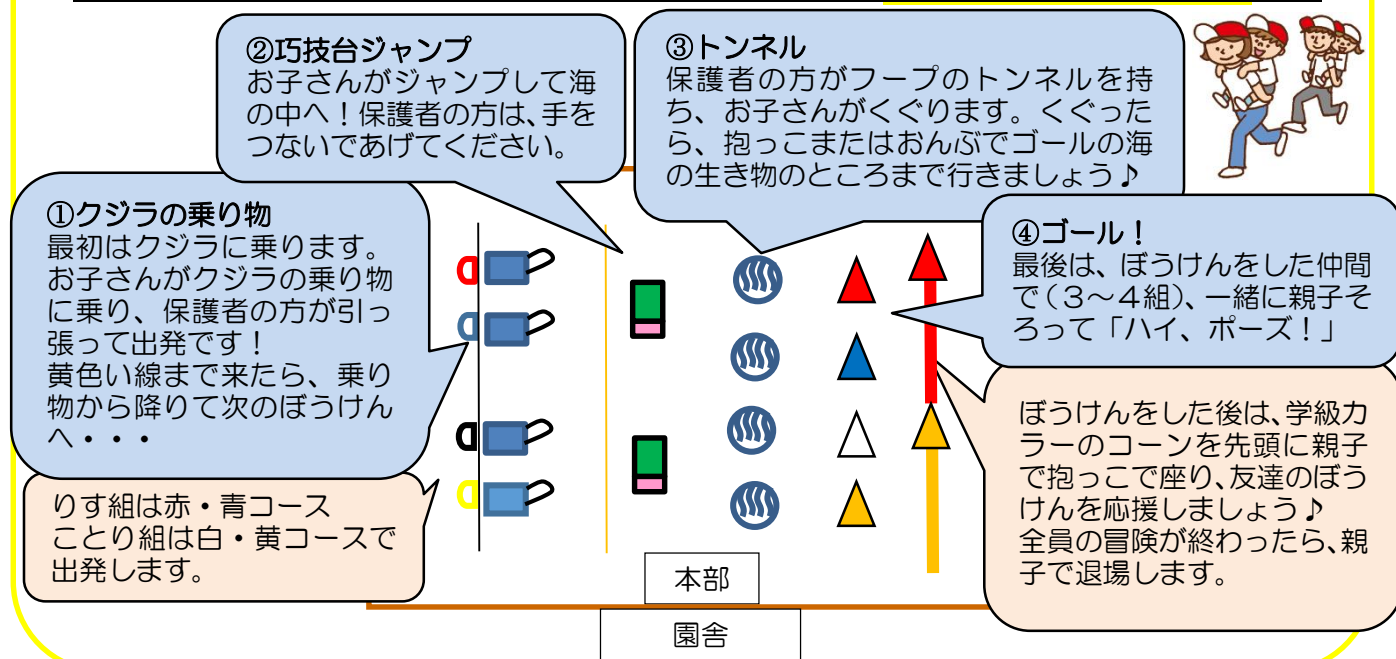 ②巧技台ジャンプ
お子さんがジャンプして海
の中へ！保護者の方は、手を
つないであげてください。
③トンネル
保護者の方がフープのトンネルを持
ち、お子さんがくぐります。くぐった
ら、抱っこまたはおんぶでゴールの海
の生き物のところまで行きましょう♪
①クジラの乗り物
最初はクジラに乗ります。
お子さんがクジラの乗り物
に乗り、保護者の方が引っ
張って出発です！
黄色い線まで来たら、乗り
物から降りて次のぼうけん
へ・・・
④ゴール！
最後は、ぼうけんをした仲間
で（３～４組）、一緒に親子そ
ろって「ハイ、ポーズ！」
りす組は赤・青コース
ことり組は白・黄コースで
出発します。
ぼうけんをした後は、学級カ
ラーのコーンを先頭に親子
で抱っこで座り、友達のぼう
けんを応援しましょう♪
全員の冒険が終わったら、親
子で退場します。
本部
園舎